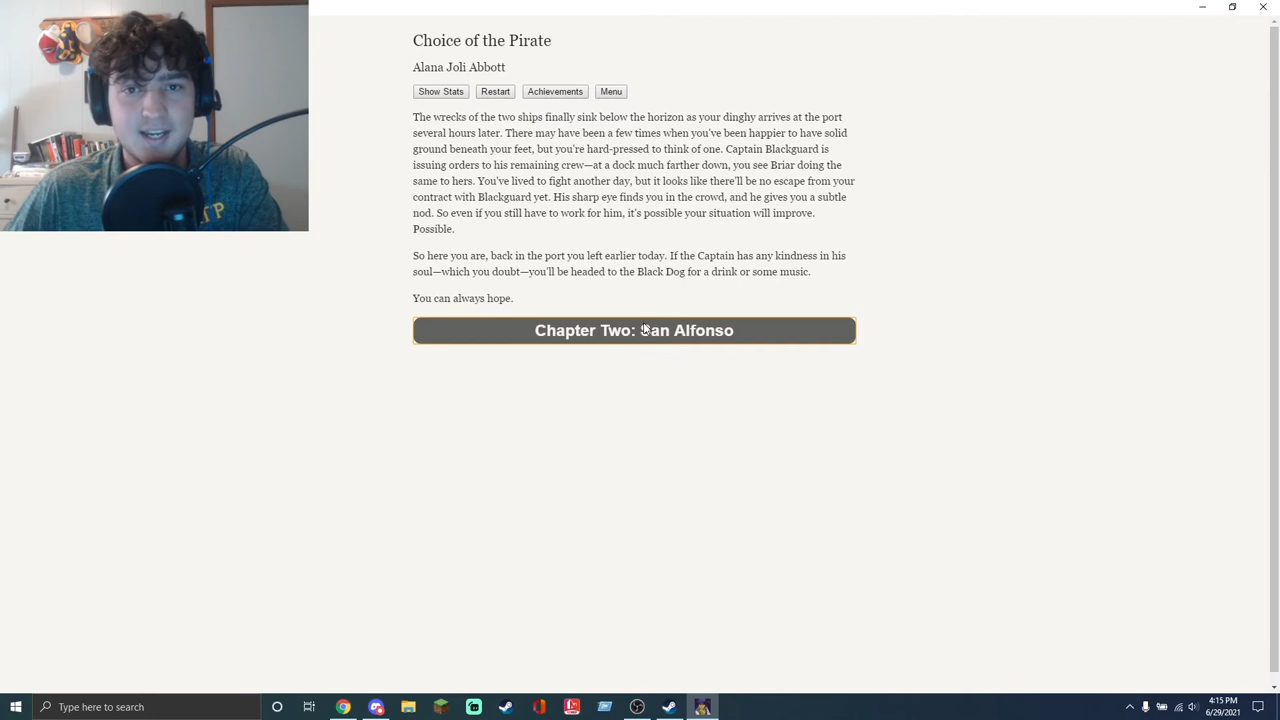 Choice of the Pirate
Alana Joli Abbott
Show Stats Restart Achievements Menu
The wrecks of the two ships finally sink below the horizon as your dinghy arrives at the port
several hours later. There may have been a few times when you've been happier to have solid
ground beneath your feet, but you're hard-pressed to think of one. Captain Blackguard is
issuing orders to his remaining crew—at a dock much farther down, you see Briar doing the
same to hers. You've lived to fight another day, but it looks like there'll be no escape from your
contract with Blackguard yet. His sharp eye finds you in the crowd, and he gives you a subtle
nod. So even if you still have to work for him, it's possible your situation will improve.
Possible.
So here you are, back in the port you left earlier today. If the Captain has any kindness in his
soul—which you doubt—you'll be headed to the Black Dog for a drink or some music.
You can always hope.
Chapter Two: San Alfonso
Type here to search
4:15 PM
6/29/2021